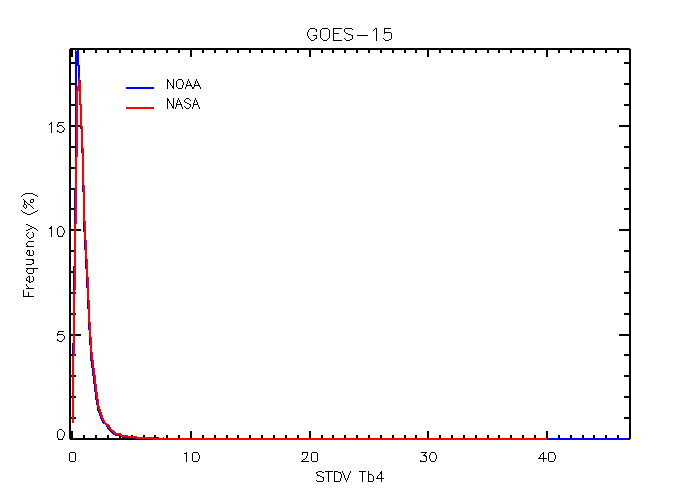 GOES-15
NOAA
NASA
15
10
5
0
Frequency (%)
0 10 20 30 40
STDV Tb4